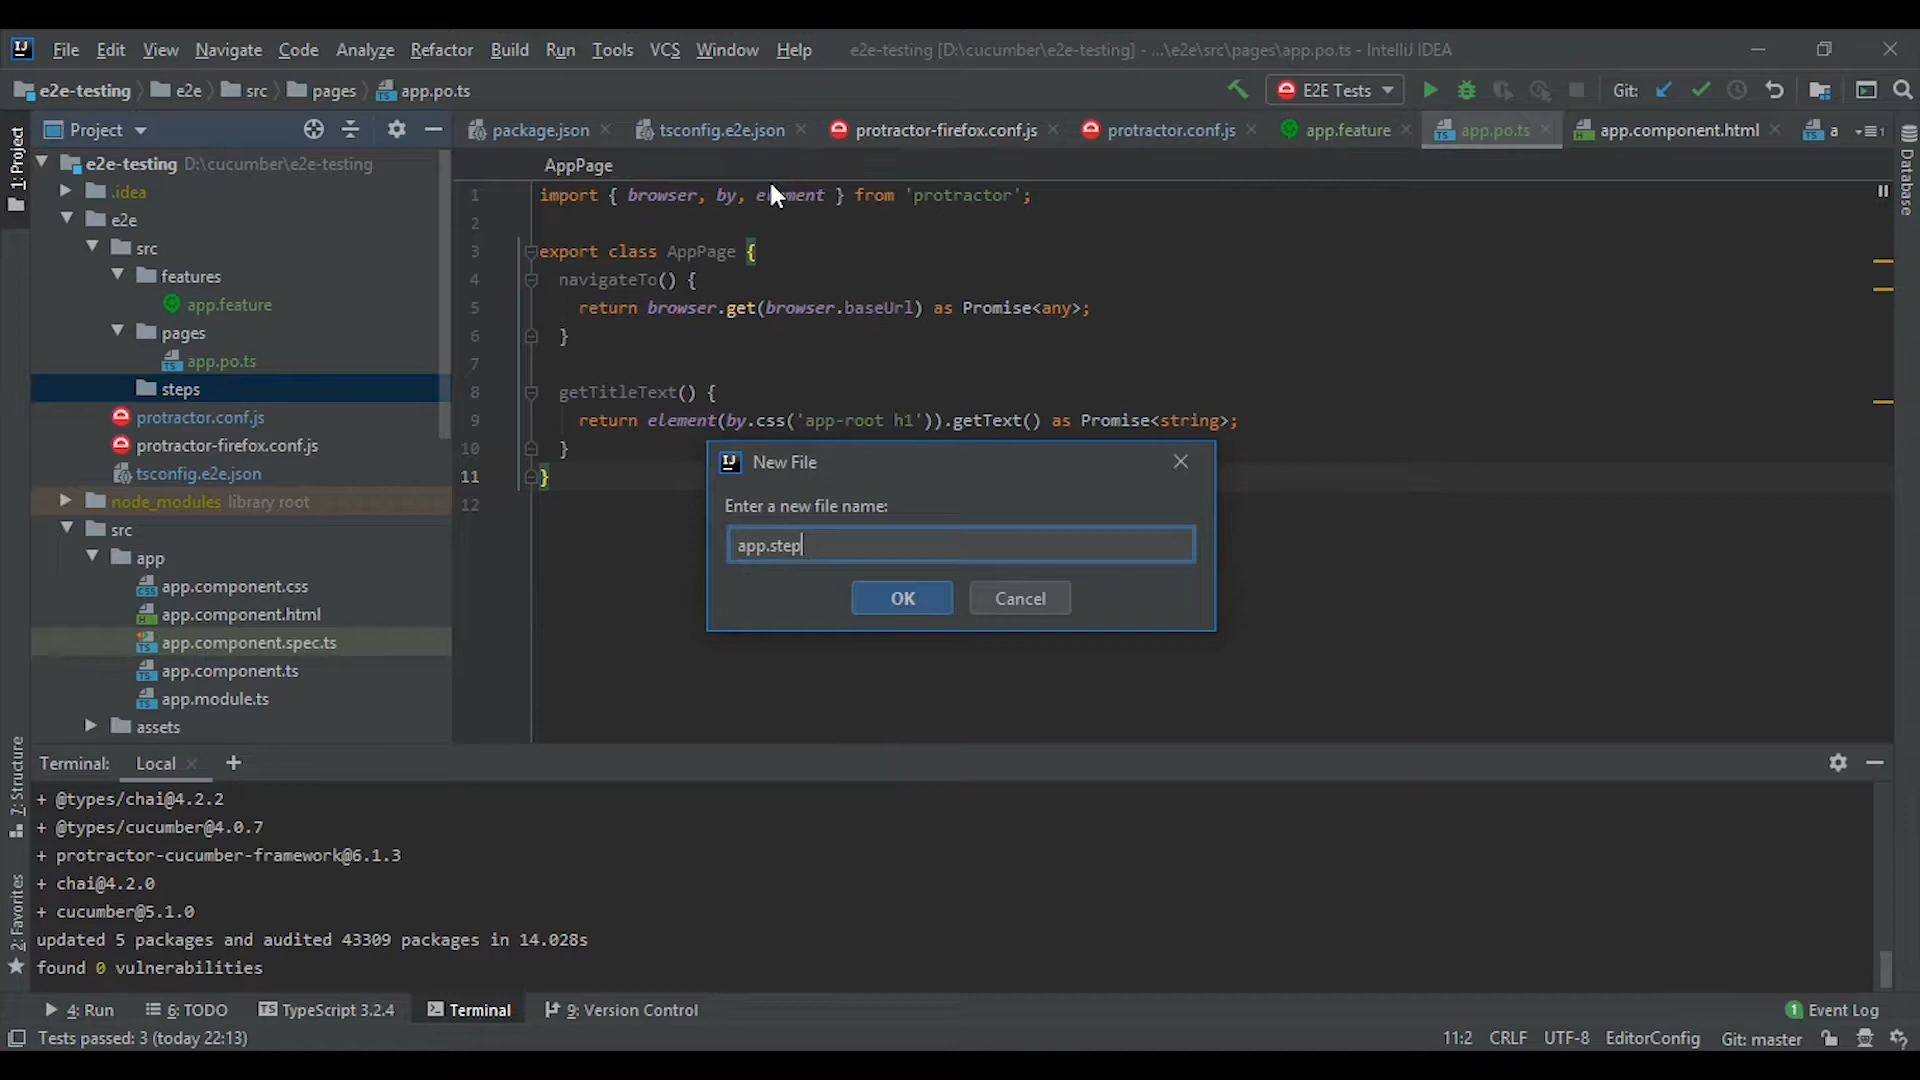 File Edit View Navigate Code Analyze Refactor Build Run Tools VCS Window Help e2e-testing [D:\cucumber\e2e-testing] - ...\e2e\src\pages\app.po.ts - IntelliJ IDEA
e2e-testing e2e src pages app.po.ts E2E Tests Git:
Project package.json tsconfig.e2e.json protractor-firefox.conf.js protractor.conf.js app.feature app.po.ts app.component.html a
1: Project
Database
e2e-testing D:\cucumber\e2e-testing
.idea
e2e
src
features
app.feature
pages
app.po.ts
steps
protractor.conf.js
protractor-firefox.conf.js
tsconfig.e2e.json
node_modules library root
src
app
app.component.css
app.component.html
app.component.spec.ts
app.component.ts
app.module.ts
assets
AppPage
1 import { browser, by, element } from 'protractor';
2
3 export class AppPage {
4 navigateTo() {
5 return browser.get(browser.baseUrl) as Promise<any>;
6 }
7
8 getTitleText() {
9 return element(by.css('app-root h1')).getText() as Promise<string>;
10 }
11 }
12
IJ New File
Enter a new file name:
app.step
OK Cancel
7: Structure
2: Favorites
Terminal: Local +
+ @types/chai@4.2.2
+ @types/cucumber@4.0.7
+ protractor-cucumber-framework@6.1.3
+ chai@4.2.0
+ cucumber@5.1.0
updated 5 packages and audited 43309 packages in 14.028s
found 0 vulnerabilities
4: Run 6: TODO TypeScript 3.2.4 Terminal 9: Version Control 1 Event Log
Tests passed: 3 (today 22:13) 11:2 CRLF UTF-8 EditorConfig Git: master